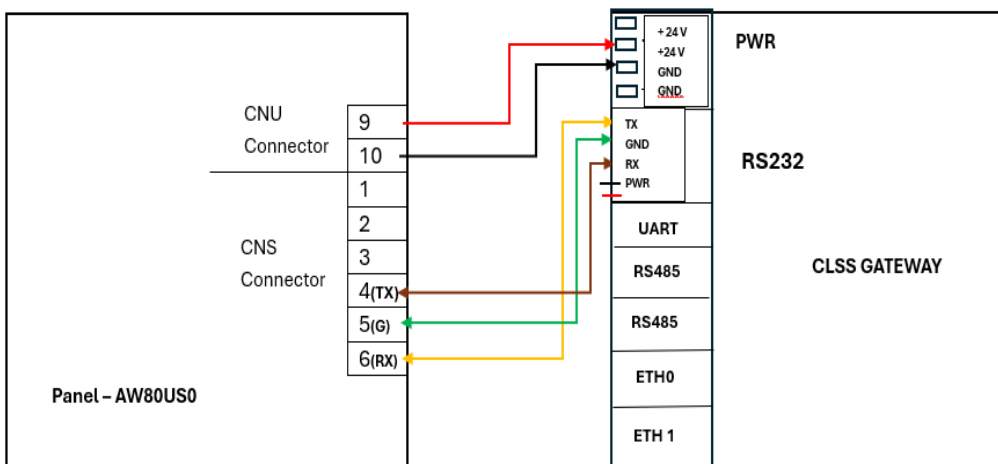 CNU
Connector
9
10
1
2
CNS
Connector
3
4(TX)
5(G)
6(RX)
Panel – AW80US0
+ 24 V
+24 V
GND
GND
PWR
TX
GND
RX
PWR
RS232
UART
RS485
RS485
ETH0
ETH 1
CLSS GATEWAY